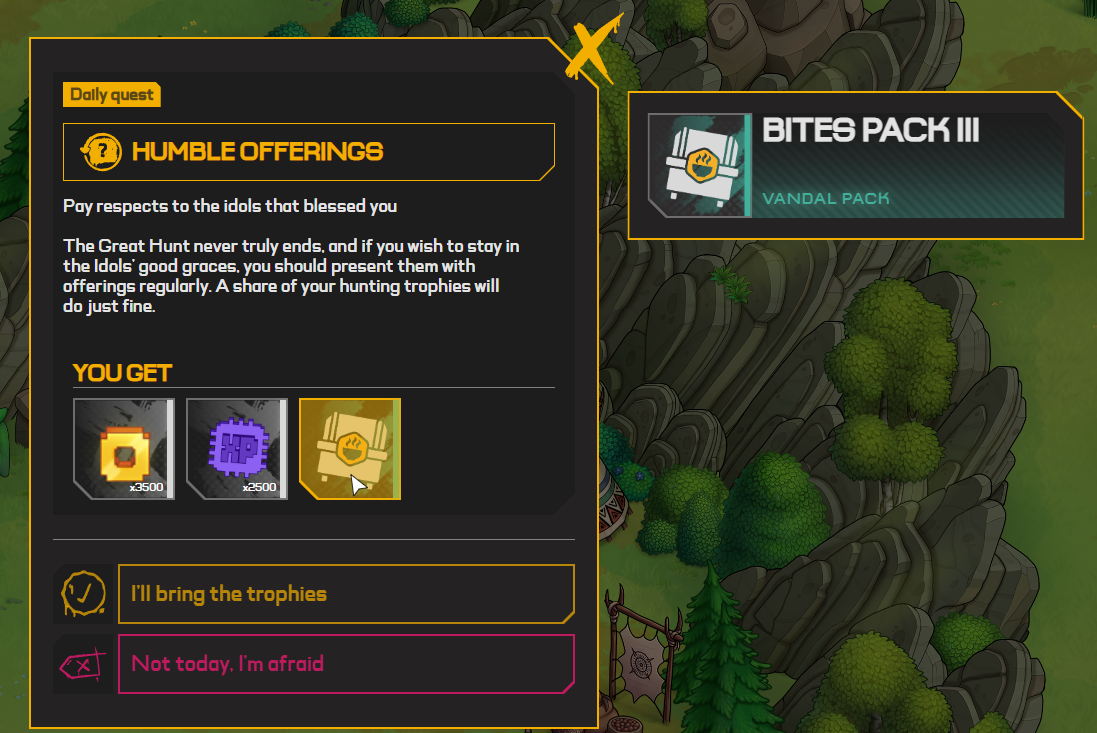 Daily quest
HUMBLE OFFERINGS
Pay respects to the idols that blessed you
The Great Hunt never truly ends, and if you wish to stay in
the Idols' good graces, you should present them with
offerings regularly. A share of your hunting trophies will
do just fine.
YOU GET
x3500
XP
x2500
I'll bring the trophies
Not today, I'm afraid
BITES PACK III
VANDAL PACK